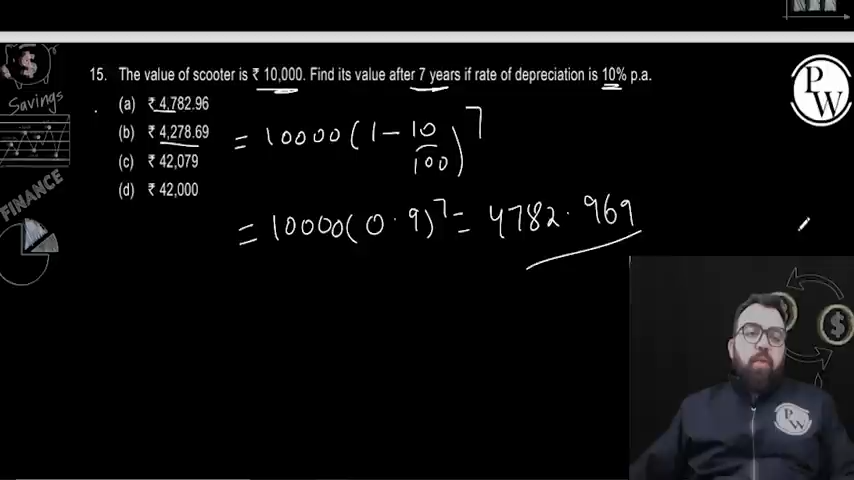 Savings
FINANCE
15. The value of scooter is ₹ 10,000. Find its value after 7 years if rate of depreciation is 10% p.a.
(a) ₹ 4,782.96
(b) ₹ 4,278.69
(c) ₹ 42,079
(d) ₹ 42,000
= 10000(1 - 10/100)^7
= 10000(0.9)^7 = 4782.969
PW
PW